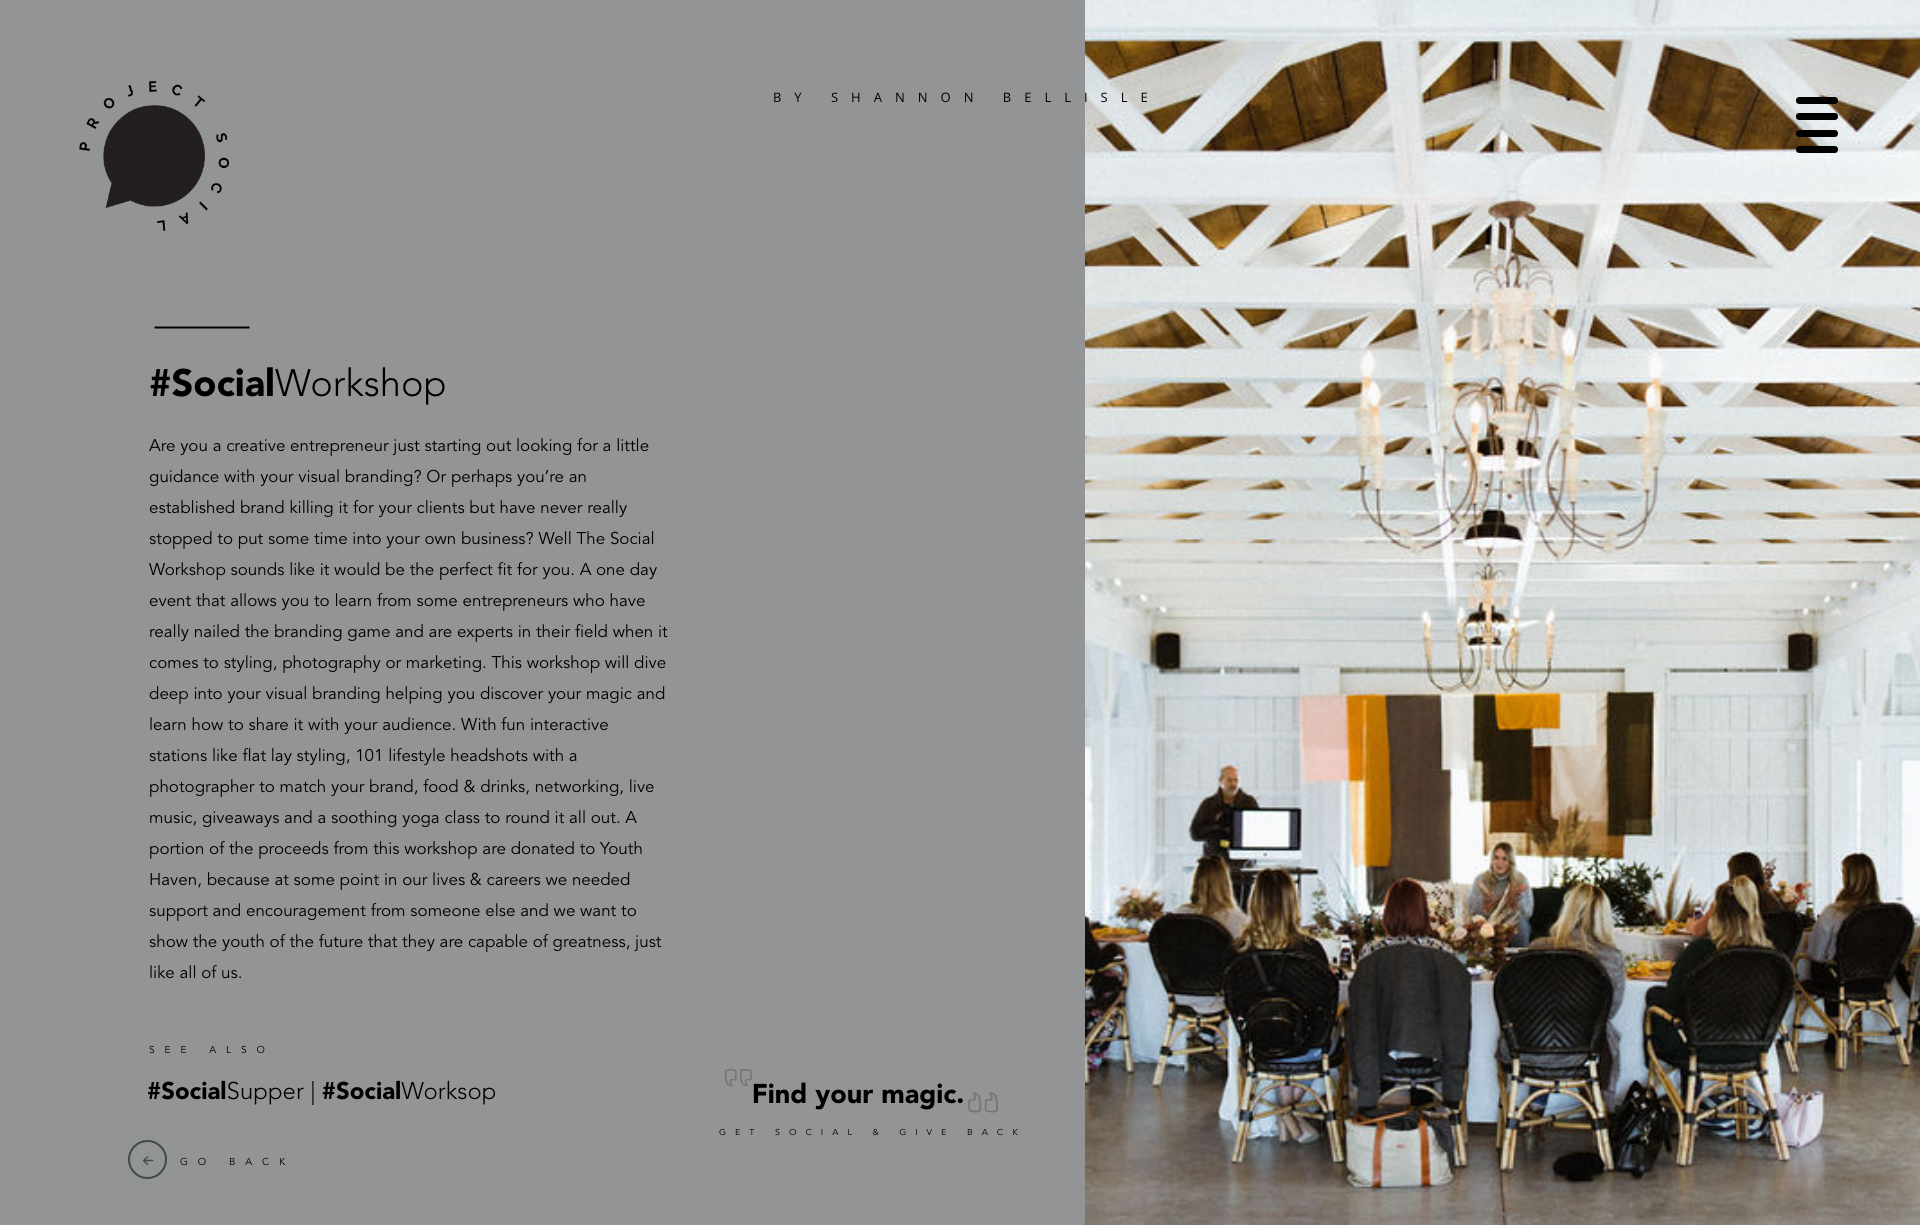 PROJECT SOCIAL
BY SHANNON BELLISLE
#SocialWorkshop
Are you a creative entrepreneur just starting out looking for a little
guidance with your visual branding? Or perhaps you’re an
established brand killing it for your clients but have never really
stopped to put some time into your own business? Well The Social
Workshop sounds like it would be the perfect fit for you. A one day
event that allows you to learn from some entrepreneurs who have
really nailed the branding game and are experts in their field when it
comes to styling, photography or marketing. This workshop will dive
deep into your visual branding helping you discover your magic and
learn how to share it with your audience. With fun interactive
stations like flat lay styling, 101 lifestyle headshots with a
photographer to match your brand, food & drinks, networking, live
music, giveaways and a soothing yoga class to round it all out. A
portion of the proceeds from this workshop are donated to Youth
Haven, because at some point in our lives & careers we needed
support and encouragement from someone else and we want to
show the youth of the future that they are capable of greatness, just
like all of us.
SEE ALSO
#SocialSupper | #SocialWorksop
Find your magic.
GET SOCIAL & GIVE BACK
GO BACK